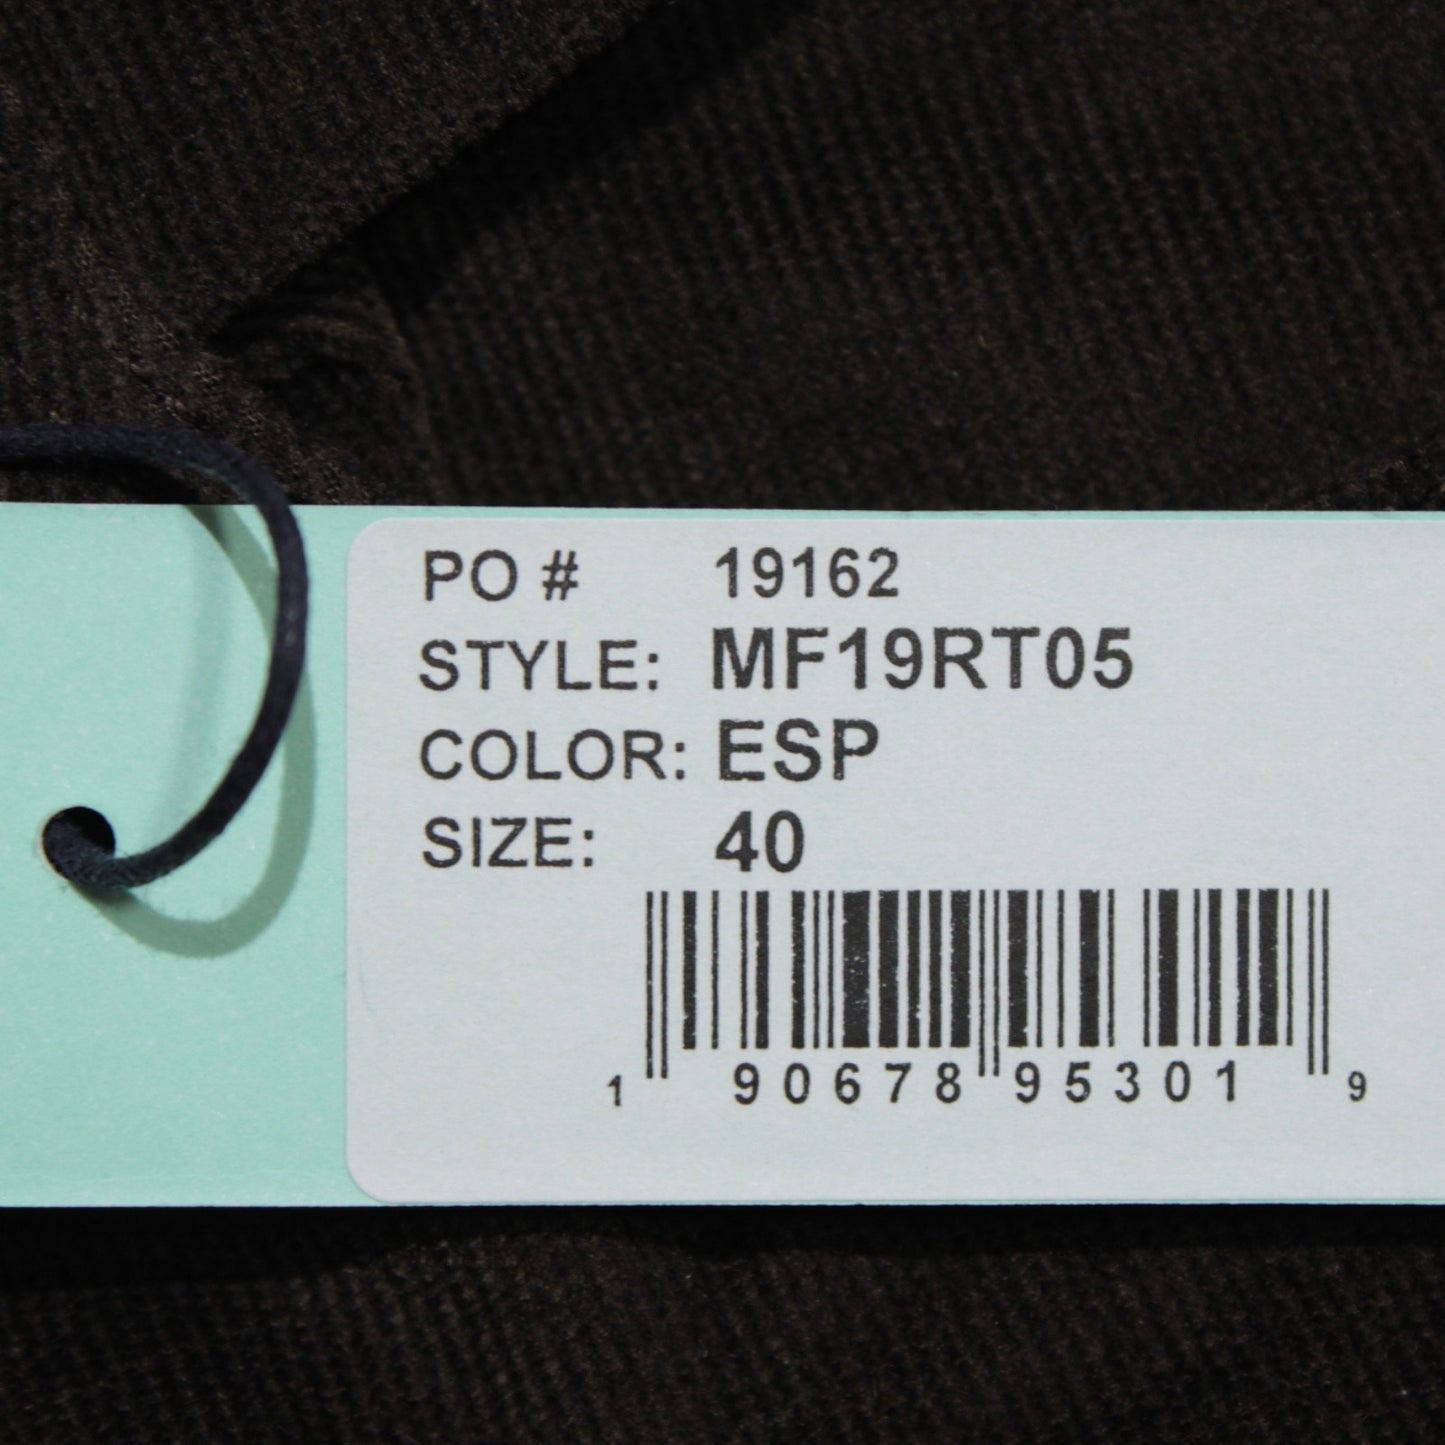 PO # 19162
STYLE: MF19RT05
COLOR: ESP
SIZE: 40
1 90678 95301 9